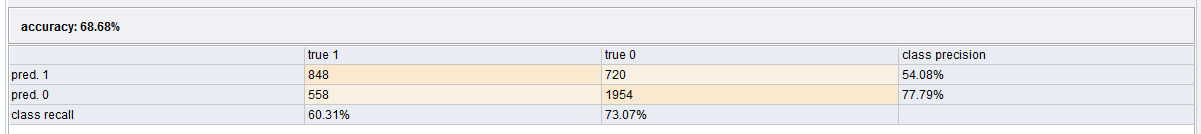 accuracy: 68.68%
true 1 true 0 class precision
pred. 1 848 720 54.08%
pred. 0 558 1954 77.79%
class recall 60.31% 73.07%